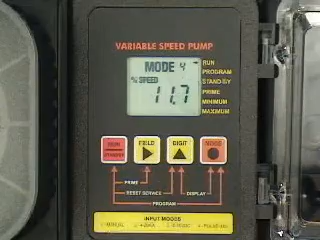 VARIABLE SPEED PUMP
MODE 4
% SPEED
11.7
RUN
PROGRAM
STAND-BY
PRIME
MINIMUM
MAXIMUM
FIELD
DIGIT
MODE
PRIME
RESET SERVICE
DISPLAY
PROGRAM
INPUT MODES